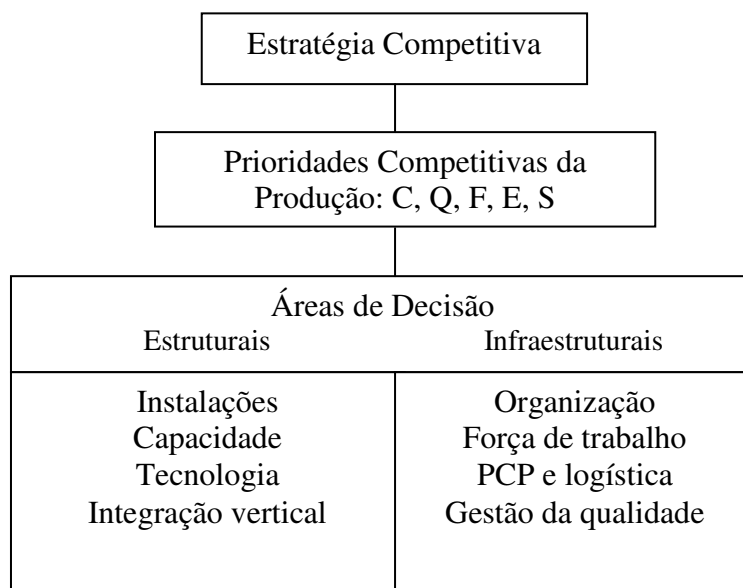 Estratégia Competitiva
Prioridades Competitivas da
Produção: C, Q, F, E, S
Áreas de Decisão
Estruturais Infraestruturais
Instalações Organização
Capacidade Força de trabalho
Tecnologia PCP e logística
Integração vertical Gestão da qualidade